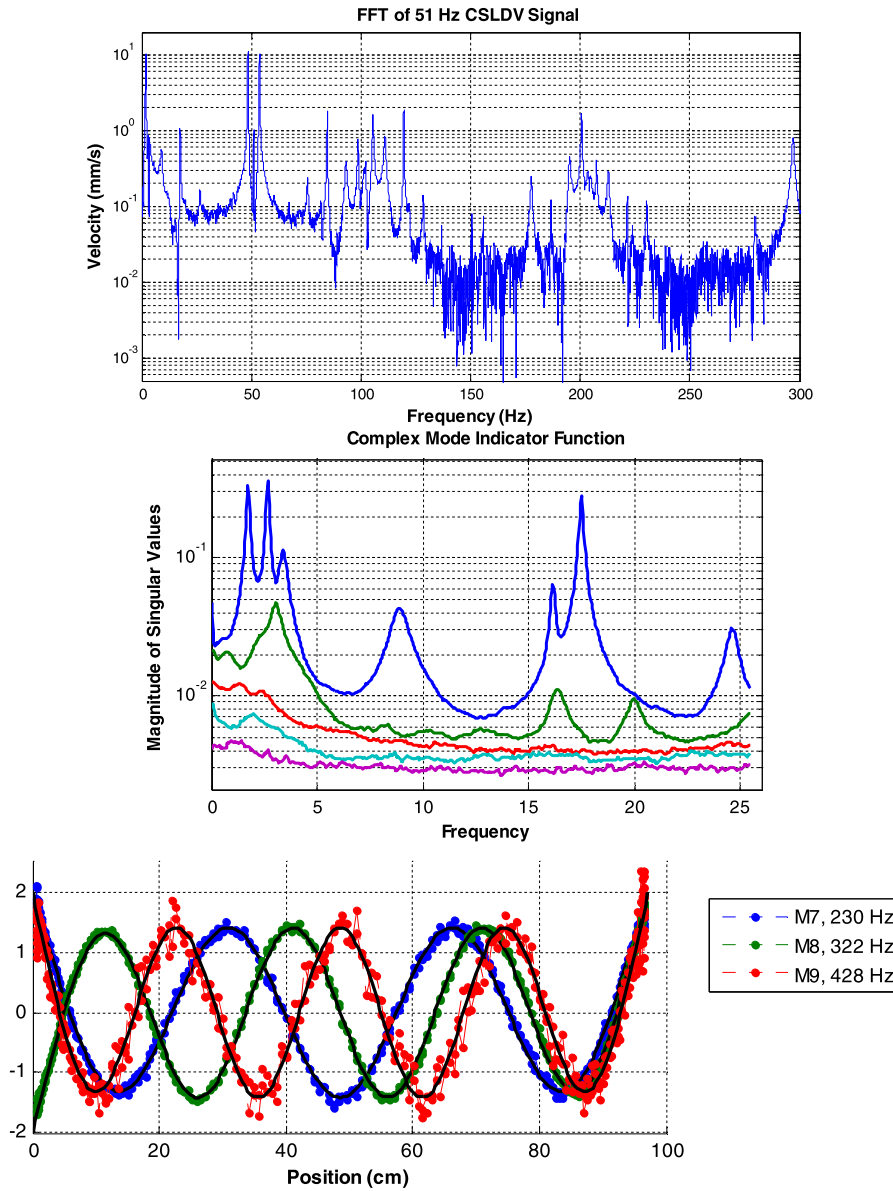 FFT of 51 Hz CSLDV Signal
Velocity (mm/s)
10^1
10^0
10^-1
10^-2
10^-3
0 50 100 150 200 250 300
Frequency (Hz)
Complex Mode Indicator Function
Magnitude of Singular Values
10^-1
10^-2
0 5 10 15 20 25
Frequency
2
1
0
-1
-2
0 20 40 60 80 100
Position (cm)
M7, 230 Hz
M8, 322 Hz
M9, 428 Hz